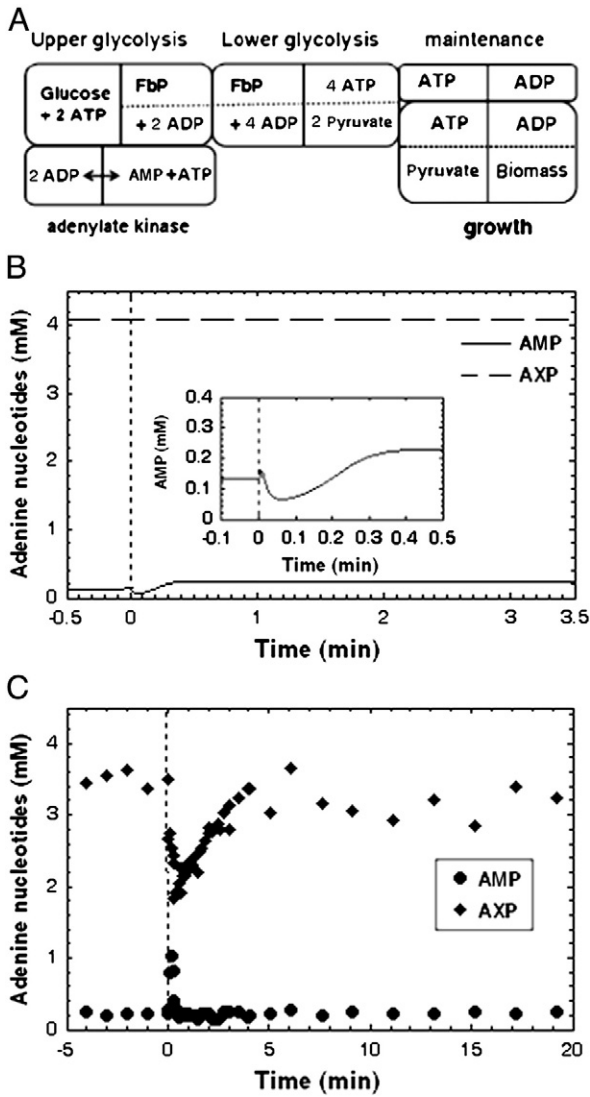 A
Upper glycolysis Lower glycolysis maintenance
Glucose + 2 ATP
FbP
+ 2 ADP
FbP
+ 4 ADP
4 ATP
2 Pyruvate
ATP ADP
ATP ADP
Pyruvate Biomass
2 ADP ↔ AMP + ATP
adenylate kinase
growth
B
Adenine nucleotides (mM)
4
3
2
1
0
AMP
AXP
AMP (mM)
0.4
0.3
0.2
0.1
0
-0.1 0 0.1 0.2 0.3 0.4 0.5
Time (min)
-0.5 0 1 2 3 3.5
Time (min)
C
Adenine nucleotides (mM)
4
3
2
1
0
AMP
AXP
-5 0 5 10 15 20
Time (min)